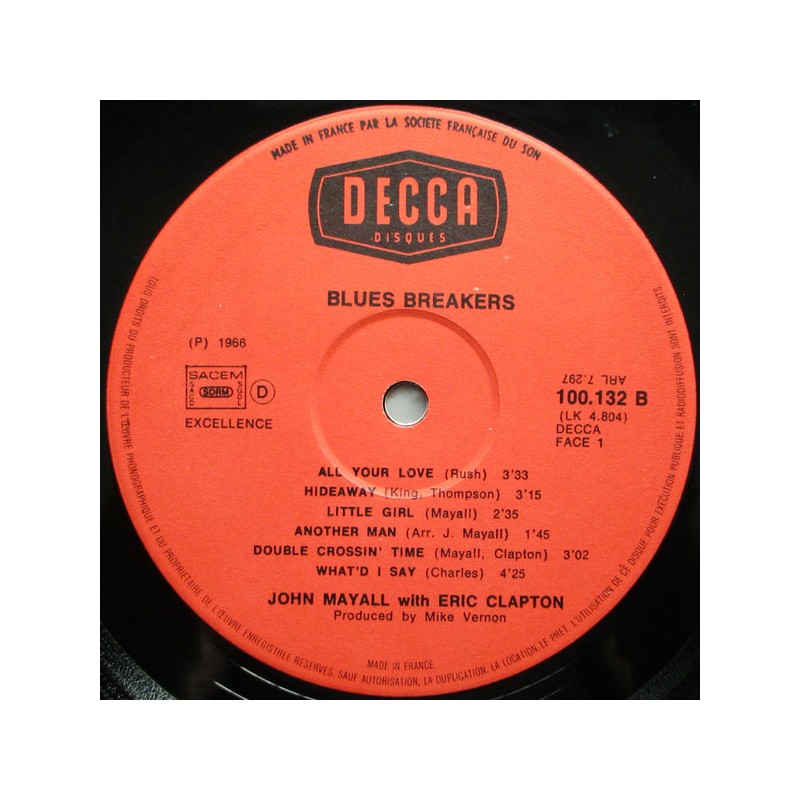 MADE IN FRANCE PAR LA SOCIETE FRANÇAISE DU SON
DECCA
DISQUES
BLUES BREAKERS
(P) 1966
SACEM
SACD
SDRM
SGDL
D
EXCELLENCE
ARL 7.297
100.132 B
(LK 4.804)
DECCA
FACE 1
ALL YOUR LOVE (Rush) 3'33
HIDEAWAY (King, Thompson) 3'15
LITTLE GIRL (Mayall) 2'35
ANOTHER MAN (Arr. J. Mayall) 1'45
DOUBLE CROSSIN' TIME (Mayall, Clapton) 3'02
WHAT'D I SAY (Charles) 4'25
JOHN MAYALL with ERIC CLAPTON
Produced by Mike Vernon
MADE IN FRANCE
TOUS DROITS DU PRODUCTEUR DE L'ŒUVRE PHONOGRAPHIQUE ET DU PROPRIETAIRE DE L'ŒUVRE ENREGISTREE RESERVES. SAUF AUTORISATION, LA DUPLICATION, LA LOCATION, LE PRET, L'UTILISATION DE CE DISQUE POUR EXECUTION PUBLIQUE ET RADIODIFFUSION SONT INTERDITS